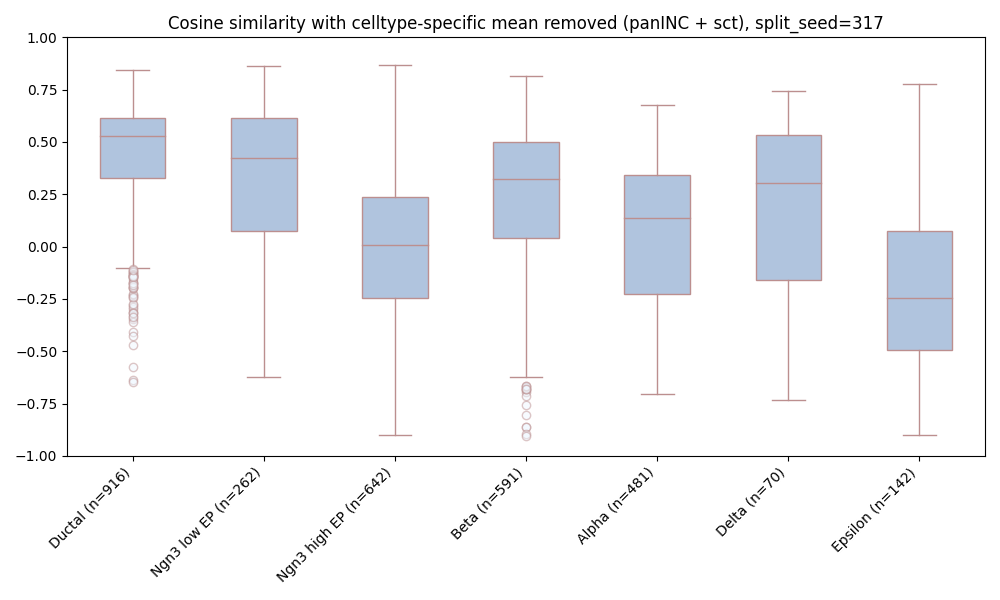 Cosine similarity with celltype-specific mean removed (panINC + sct), split_seed=317
1.00
0.75
0.50
0.25
0.00
−0.25
−0.50
−0.75
−1.00
Ductal (n=916)
Ngn3 low EP (n=262)
Ngn3 high EP (n=642)
Beta (n=591)
Alpha (n=481)
Delta (n=70)
Epsilon (n=142)